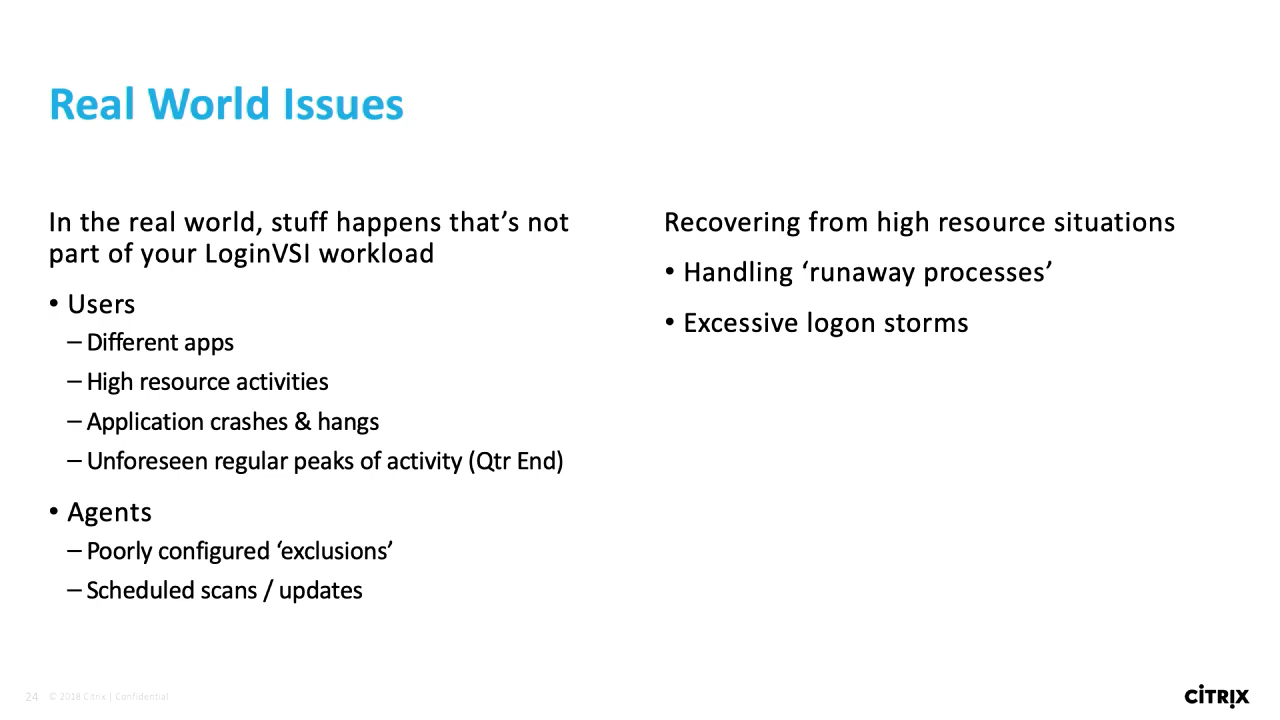 Real World Issues
In the real world, stuff happens that’s not
part of your LoginVSI workload
• Users
– Different apps
– High resource activities
– Application crashes & hangs
– Unforeseen regular peaks of activity (Qtr End)
• Agents
– Poorly configured ‘exclusions’
– Scheduled scans / updates
Recovering from high resource situations
• Handling ‘runaway processes’
• Excessive logon storms
24 © 2018 Citrix | Confidential
CITRIX